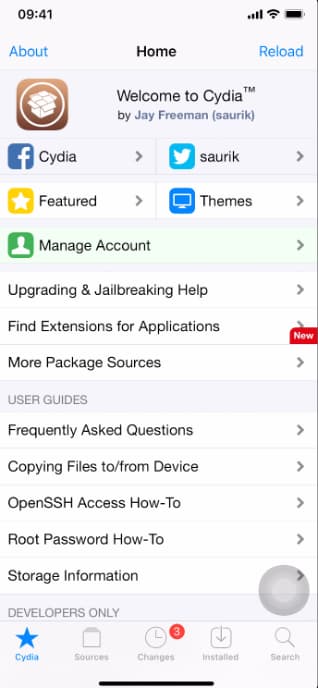 09:41
About
Home
Reload
Welcome to Cydia™
by Jay Freeman (saurik)
Cydia
saurik
Featured
Themes
Manage Account
Upgrading & Jailbreaking Help
Find Extensions for Applications
New
More Package Sources
USER GUIDES
Frequently Asked Questions
Copying Files to/from Device
OpenSSH Access How-To
Root Password How-To
Storage Information
DEVELOPERS ONLY
3
Cydia
Sources
Changes
Installed
Search